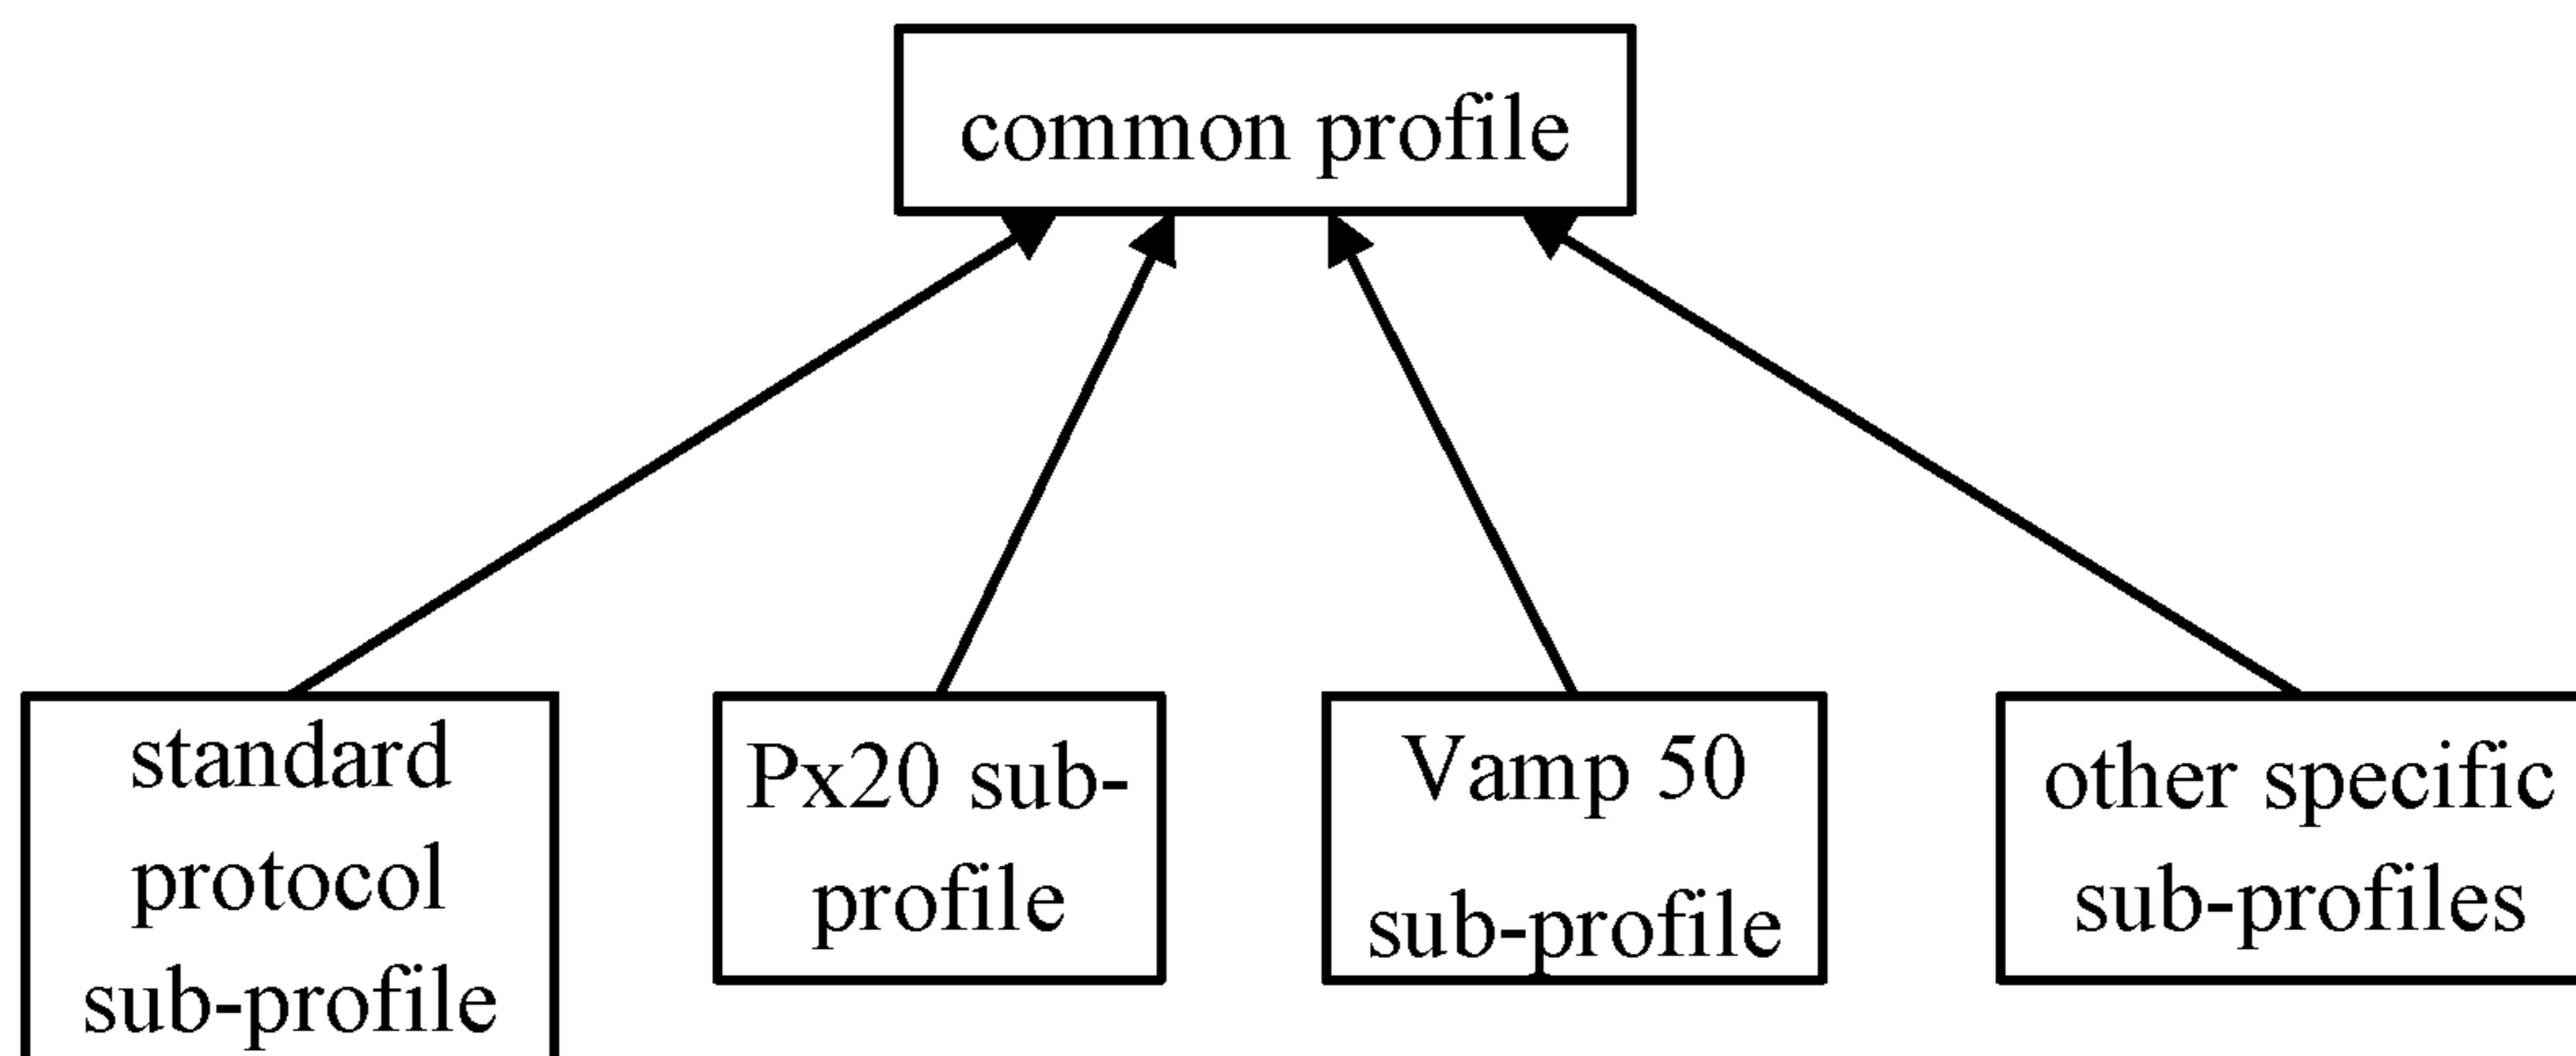 common profile
standard
protocol
sub-profile
Px20 sub-
profile
Vamp 50
sub-profile
other specific
sub-profiles